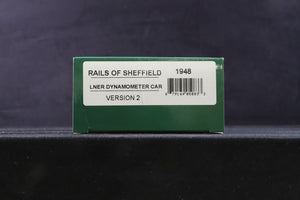 RAILS OF SHEFFIELD 1948
LNER DYNAMOMETER CAR
VERSION 2